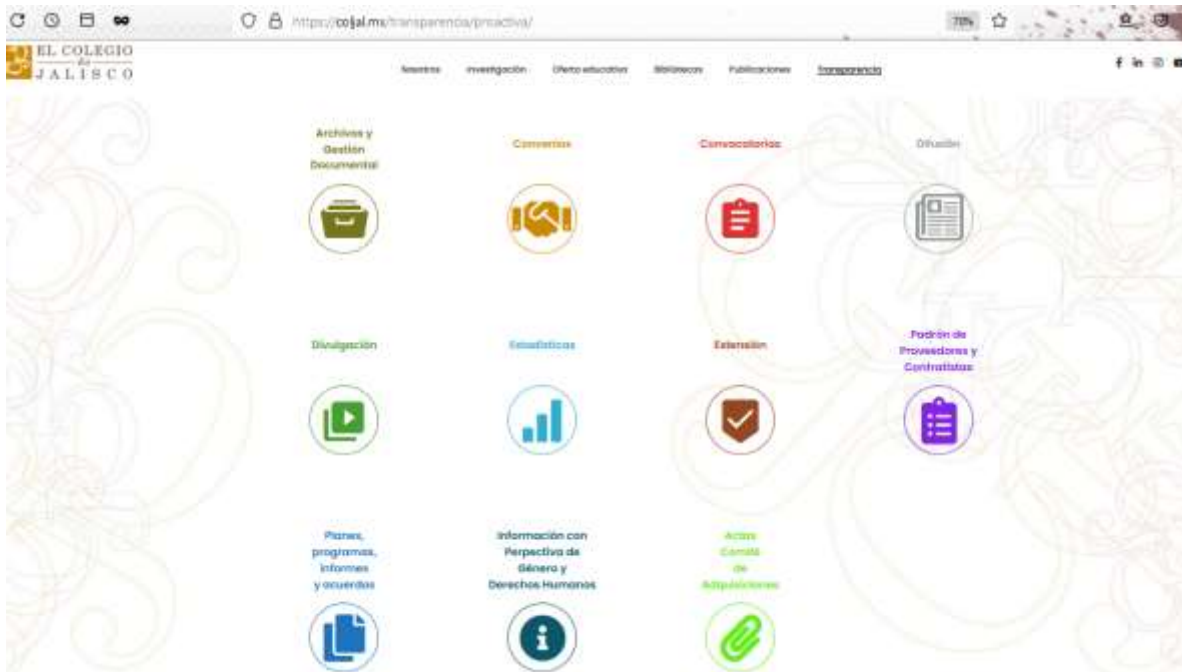 https://coljal.mx/transparencia/proactiva/
70%
EL COLEGIO
de
JALISCO
Nosotros Investigación Oferta educativa Bibliotecas Publicaciones Transparencia
Archivos y
Gestión
Documental
Convenios
Convocatorias
Difusión
Divulgación
Estadísticas
Extensión
Padrón de
Proveedores y
Contratistas
Planes,
programas,
informes
y acuerdos
Información con
Perpectiva de
Género y
Derechos Humanos
Actas
Comité
de
Adquisiciones